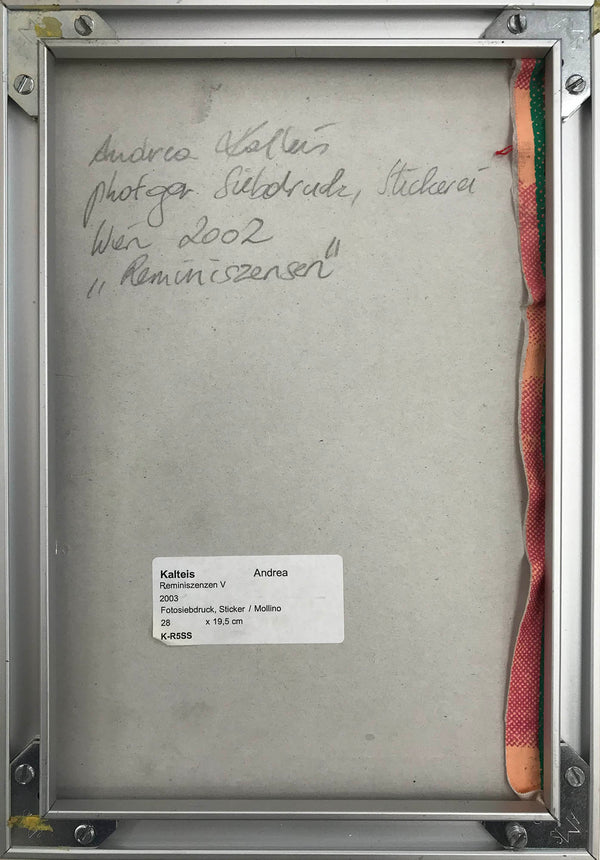 Andrea Kalteis
photogr Siebdruck, Stickerei
Wien 2002
„Reminiszensen"
Kalteis Andrea
Reminiszenzen V
2003
Fotosiebdruck, Sticker / Mollino
28 x 19,5 cm
K-R5SS